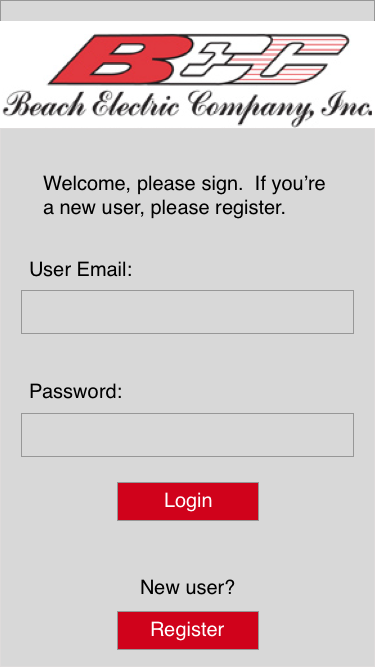 BEC
Beach Electric Company, Inc.
Welcome, please sign.  If you’re
a new user, please register.
User Email:
Password:
Login
New user?
Register